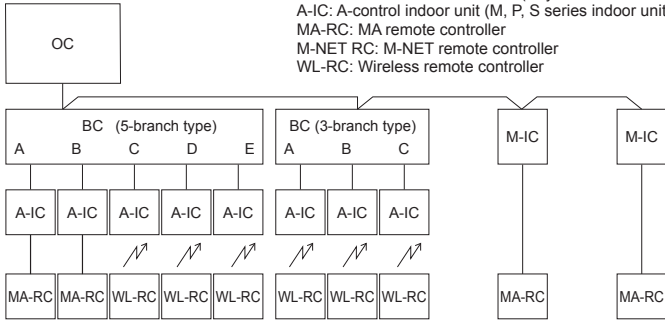 A-IC: A-control indoor unit (M, P, S series indoor unit
MA-RC: MA remote controller
M-NET RC: M-NET remote controller
WL-RC: Wireless remote controller
OC
BC (5-branch type)
A B C D E
BC (3-branch type)
A B C
M-IC
M-IC
A-IC A-IC A-IC A-IC A-IC A-IC A-IC A-IC
MA-RC MA-RC WL-RC WL-RC WL-RC WL-RC WL-RC WL-RC MA-RC MA-RC